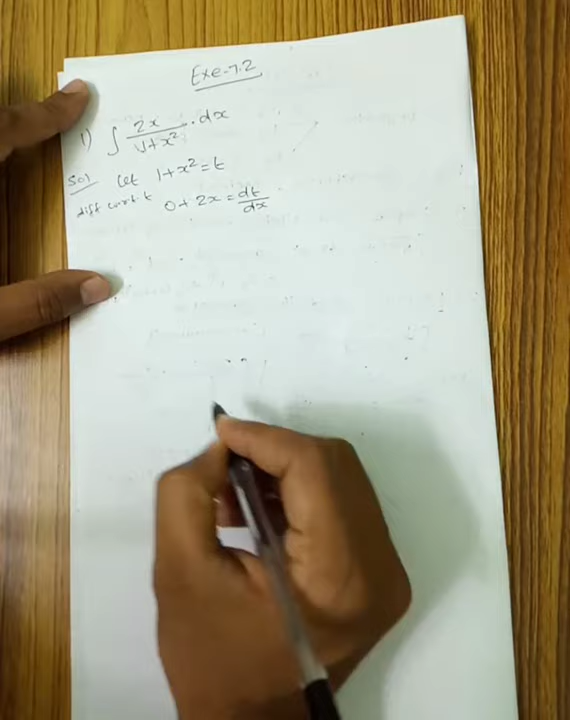 Exe-7.2
1) ∫ 2x/1+x² . dx
Sol let 1+x²=t
diff w.r.t. t 0+2x=dt/dx